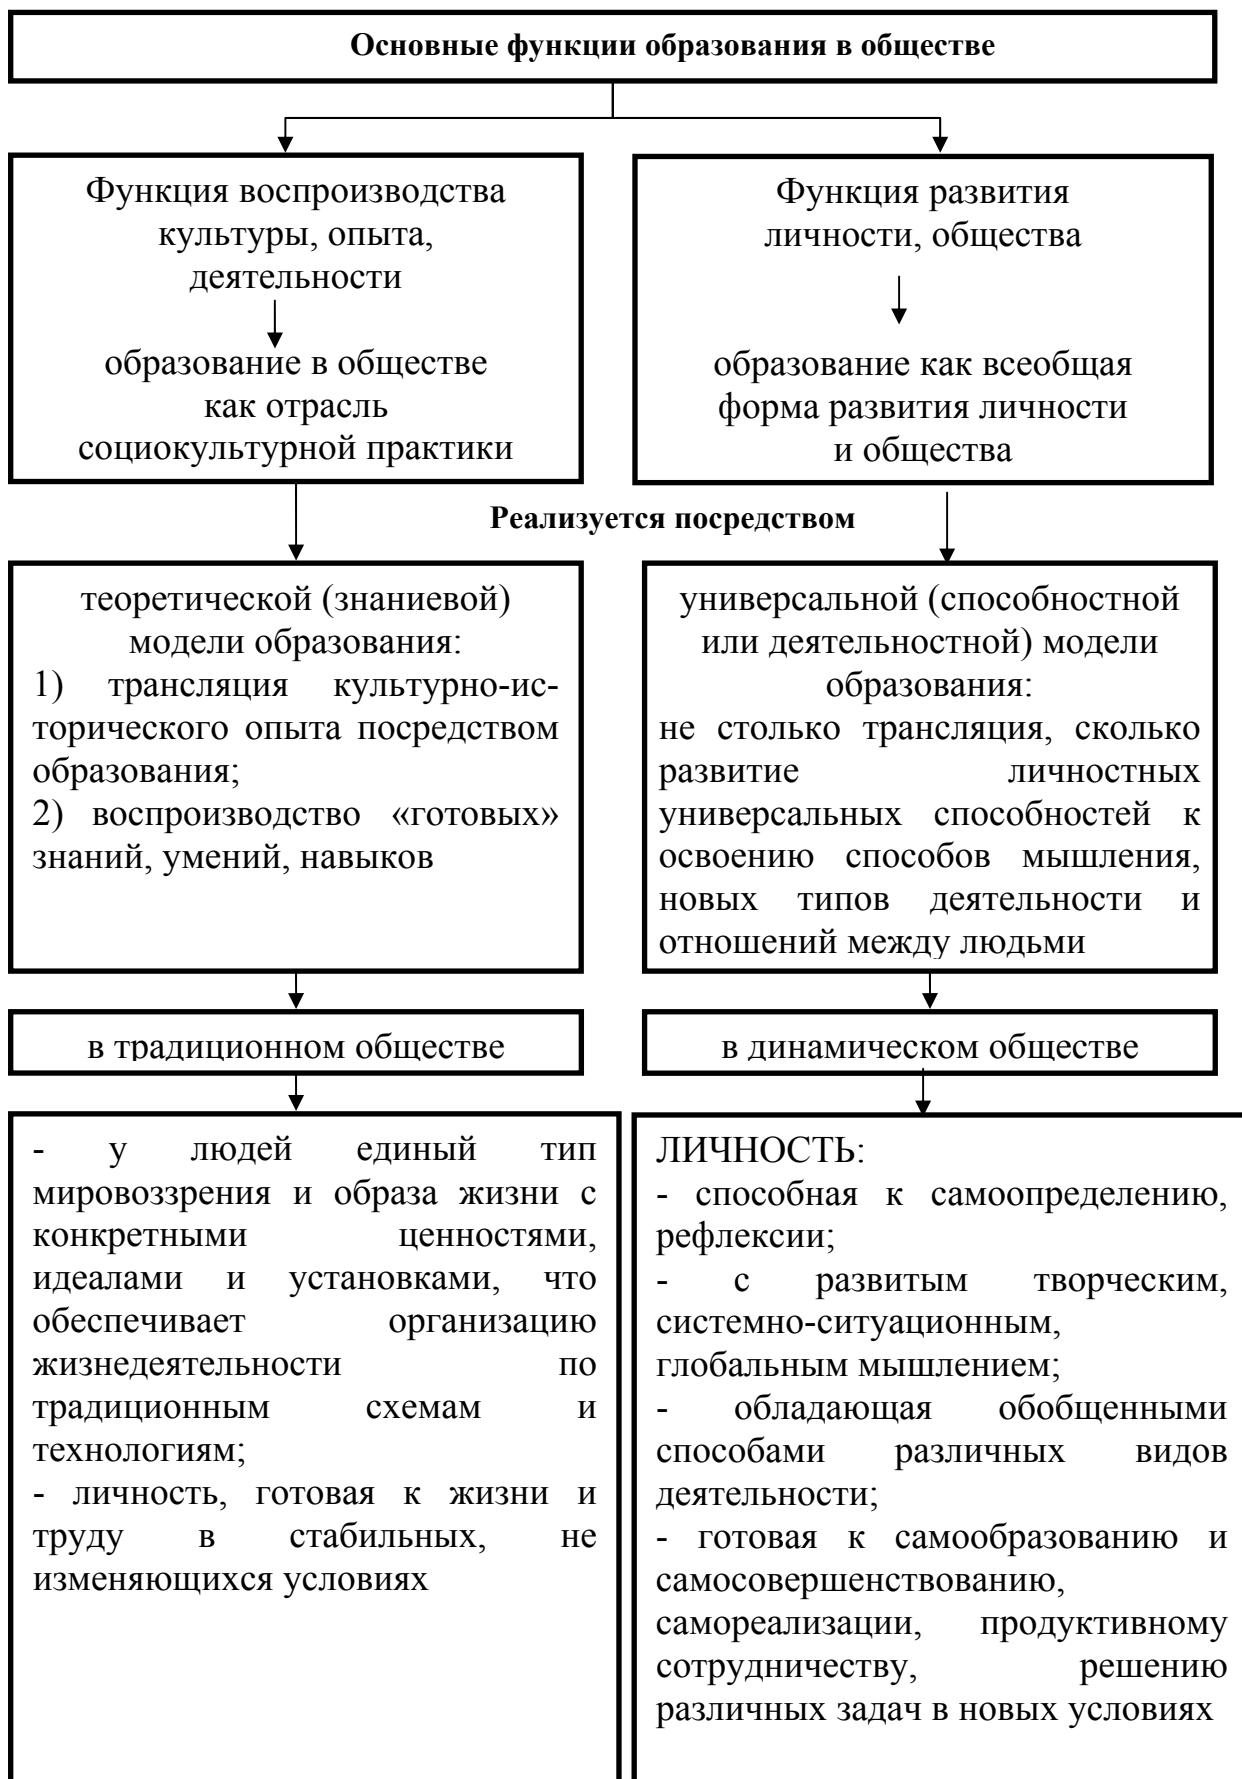 Основные функции образования в обществе
Функция воспроизводства
культуры, опыта,
деятельности
образование в обществе
как отрасль
социокультурной практики
Функция развития
личности, общества
образование как всеобщая
форма развития личности
и общества
Реализуется посредством
теоретической (знаниевой)
модели образования:
1) трансляция культурно-ис-
торического опыта посредством
образования;
2) воспроизводство «готовых»
знаний, умений, навыков
универсальной (способностной
или деятельностной) модели
образования:
не столько трансляция, сколько
развитие личностных
универсальных способностей к
освоению способов мышления,
новых типов деятельности и
отношений между людьми
в традиционном обществе
в динамическом обществе
- у людей единый тип
мировоззрения и образа жизни с
конкретными ценностями,
идеалами и установками, что
обеспечивает организацию
жизнедеятельности по
традиционным схемам и
технологиям;
- личность, готовая к жизни и
труду в стабильных, не
изменяющихся условиях
ЛИЧНОСТЬ:
- способная к самоопределению,
рефлексии;
- с развитым творческим,
системно-ситуационным,
глобальным мышлением;
- обладающая обобщенными
способами различных видов
деятельности;
- готовая к самообразованию и
самосовершенствованию,
самореализации, продуктивному
сотрудничеству, решению
различных задач в новых условиях